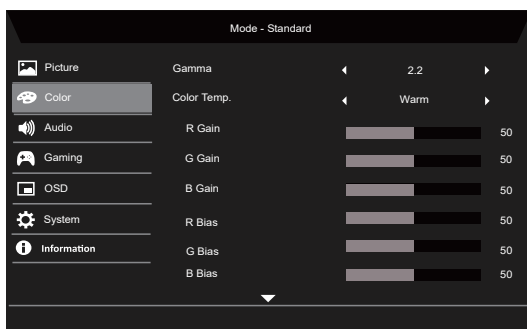 Mode - Standard
Picture
Color
Audio
Gaming
OSD
System
Information
Gamma 2.2
Color Temp. Warm
R Gain 50
G Gain 50
B Gain 50
R Bias 50
G Bias 50
B Bias 50